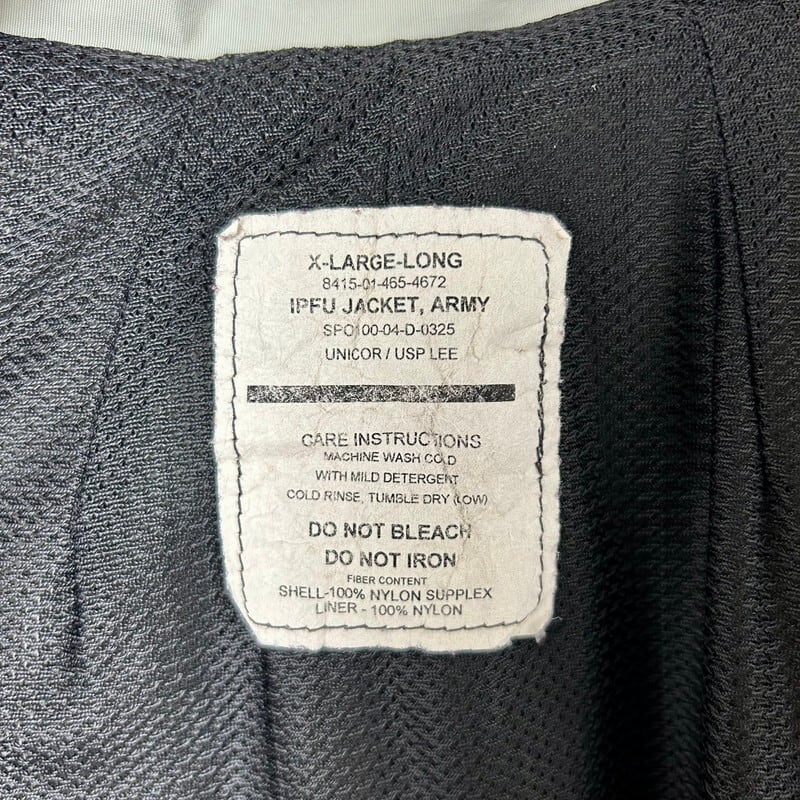 X-LARGE-LONG
8415-01-465-4672
IPFU JACKET, ARMY
SPO100-04-D-0325
UNICOR / USP LEE
CARE INSTRUCTIONS
MACHINE WASH COLD
WITH MILD DETERGENT
COLD RINSE, TUMBLE DRY (LOW)
DO NOT BLEACH
DO NOT IRON
FIBER CONTENT
SHELL-100% NYLON SUPPLEX
LINER - 100% NYLON